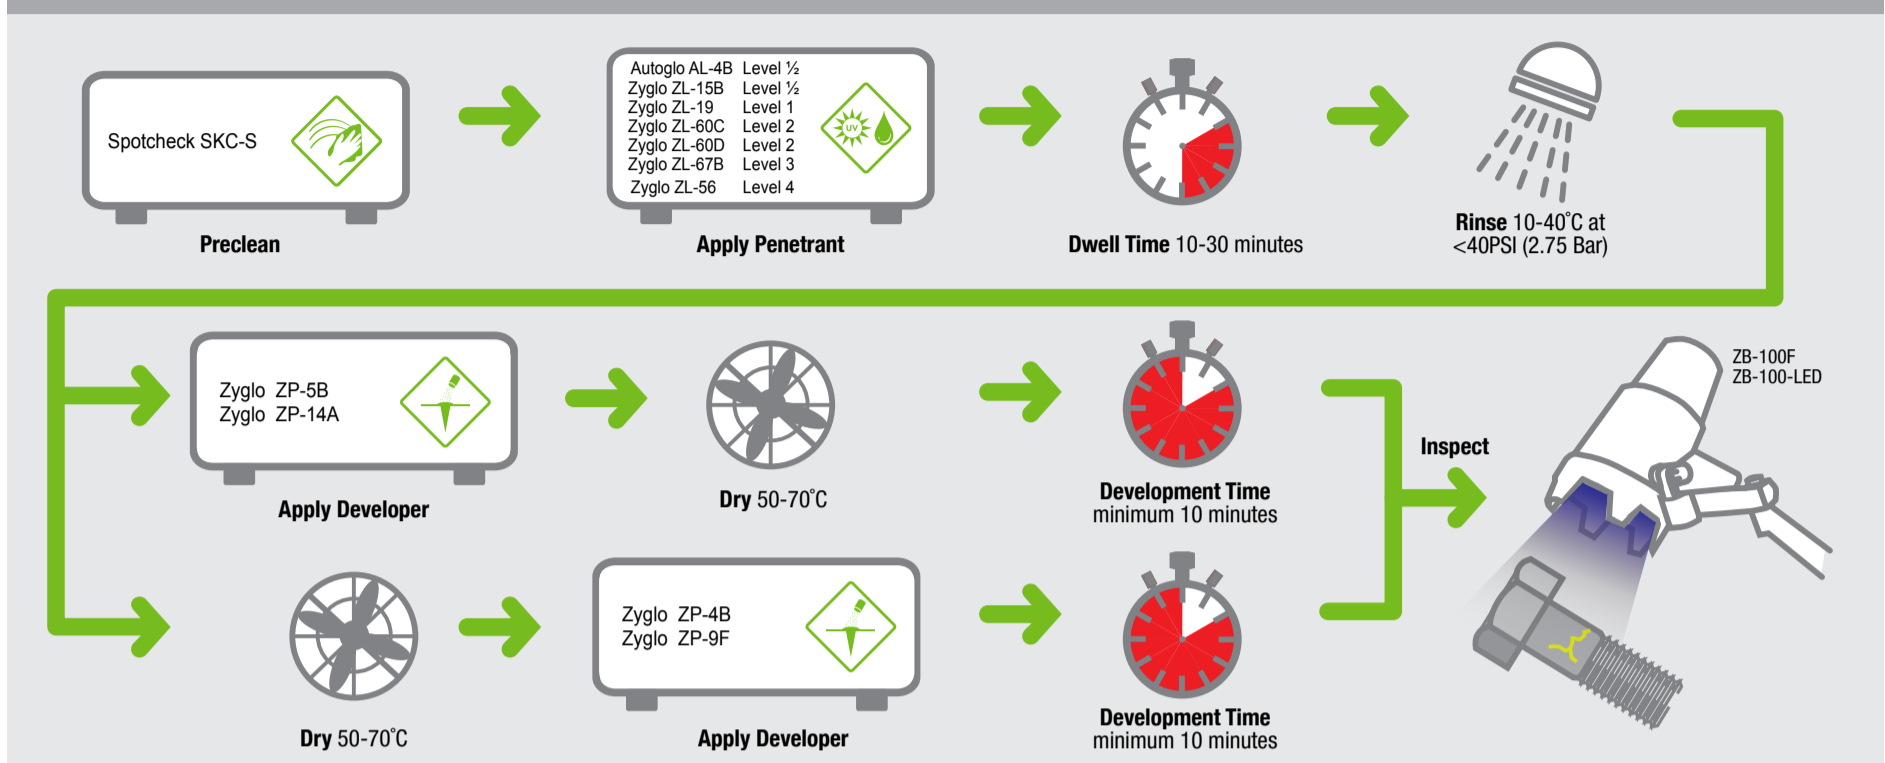 Spotcheck SKC-S
Preclean
Autoglo AL-4B Level ½
Zyglo ZL-15B Level ½
Zyglo ZL-19 Level 1
Zyglo ZL-60C Level 2
Zyglo ZL-60D Level 2
Zyglo ZL-67B Level 3
Zyglo ZL-56 Level 4
UV
Apply Penetrant
Dwell Time 10-30 minutes
Rinse 10-40°C at
<40PSI (2.75 Bar)
Zyglo ZP-5B
Zyglo ZP-14A
Apply Developer
Dry 50-70°C
Development Time
minimum 10 minutes
Dry 50-70°C
Zyglo ZP-4B
Zyglo ZP-9F
Apply Developer
Development Time
minimum 10 minutes
Inspect
ZB-100F
ZB-100-LED